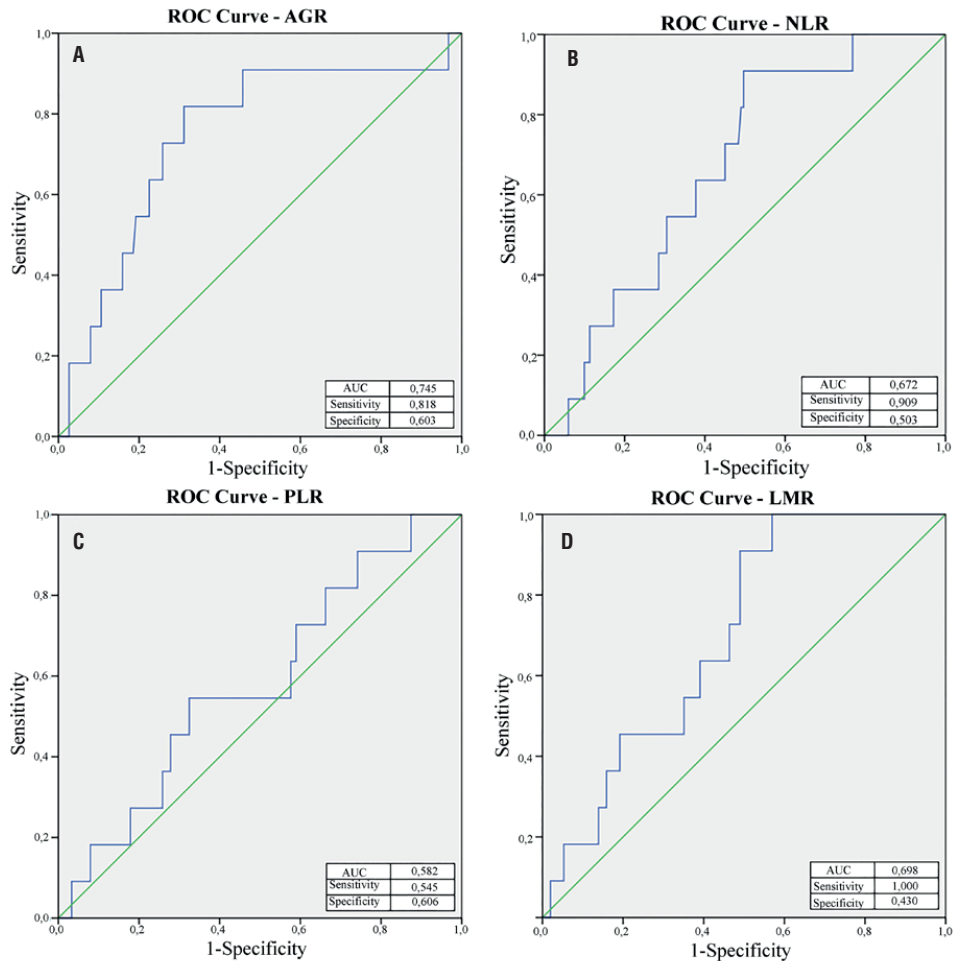 ROC Curve - AGR
A
1,0
0,8
0,6
0,4
0,2
0,0
Sensitivity
AUC 0,745
Sensitivity 0,818
Specificity 0,603
0,0 0,2 0,4 0,6 0,8 1,0
1-Specificity
ROC Curve - NLR
B
1,0
0,8
0,6
0,4
0,2
0,0
Sensitivity
AUC 0,672
Sensitivity 0,909
Specificity 0,503
0,0 0,2 0,4 0,6 0,8 1,0
1-Specificity
ROC Curve - PLR
C
1,0
0,8
0,6
0,4
0,2
0,0
Sensitivity
AUC 0,582
Sensitivity 0,545
Specificity 0,606
0,0 0,2 0,4 0,6 0,8 1,0
1-Specificity
ROC Curve - LMR
D
1,0
0,8
0,6
0,4
0,2
0,0
Sensitivity
AUC 0,698
Sensitivity 1,000
Specificity 0,430
0,0 0,2 0,4 0,6 0,8 1,0
1-Specificity